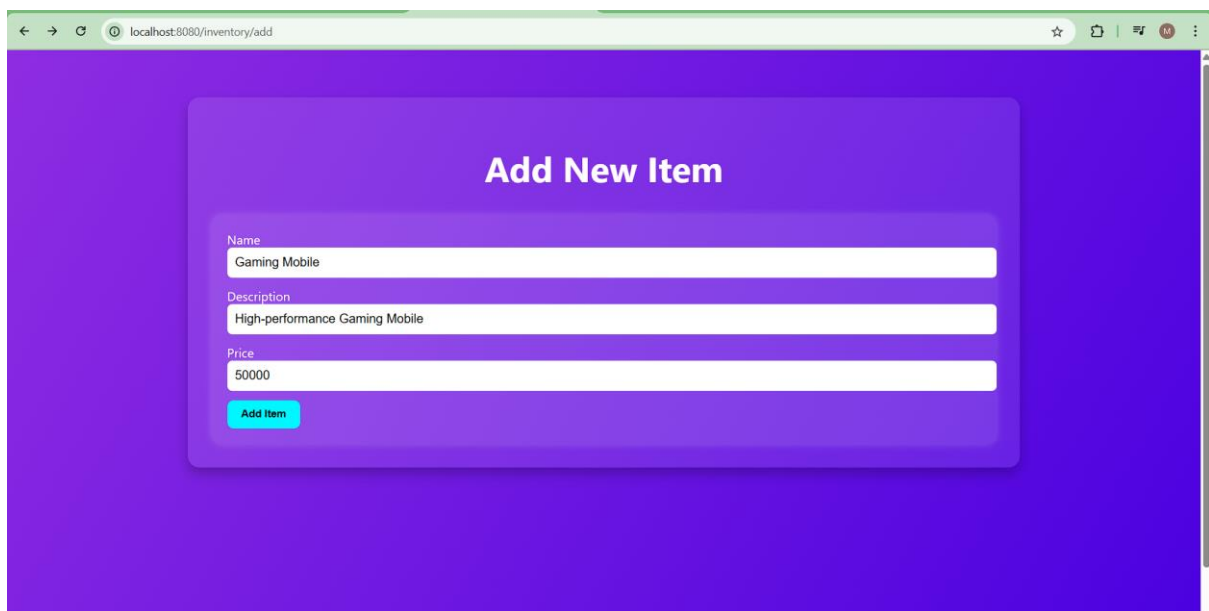 localhost:8080/inventory/add
M
Add New Item
Name
Gaming Mobile
Description
High-performance Gaming Mobile
Price
50000
Add Item